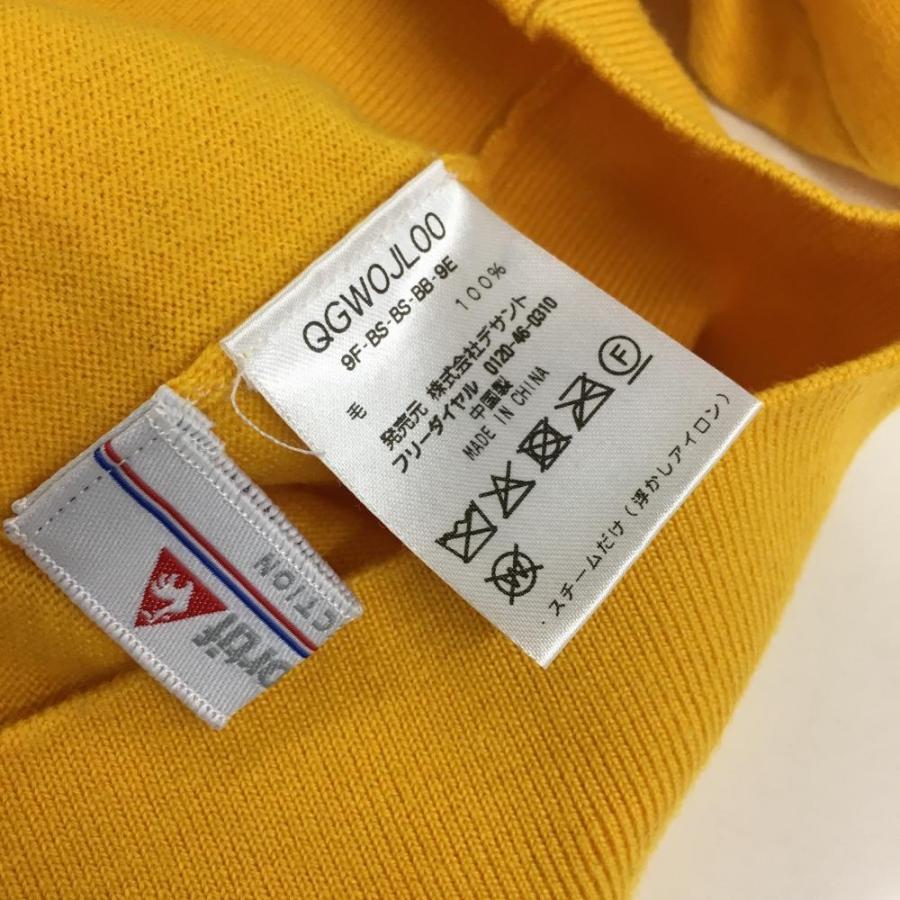 QGWOJL00
9F-BS-BS-BB-9E
毛 100%
発売元 株式会社デサント
フリーダイヤル 0120-46-0310
中国製
MADE IN CHINA
F
W
・スチームだけ(浮かしアイロン)
ortif
CTION